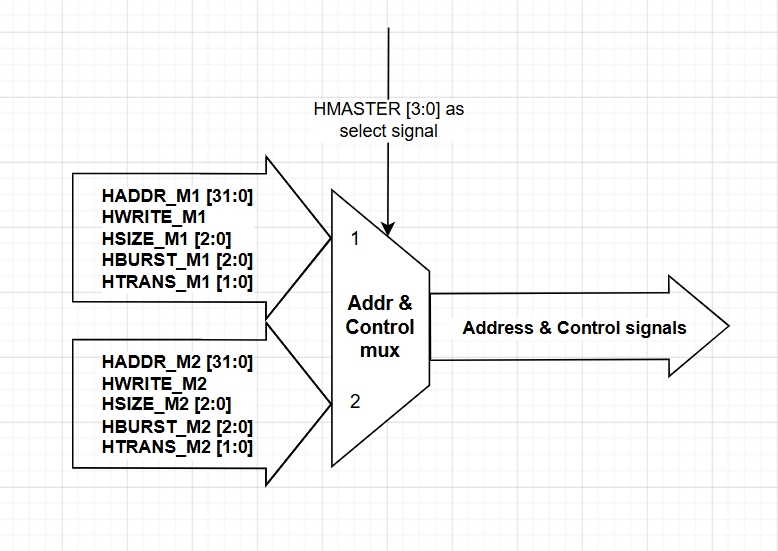 HMASTER [3:0] as
select signal
HADDR_M1 [31:0]
HWRITE_M1
HSIZE_M1 [2:0]
HBURST_M1 [2:0]
HTRANS_M1 [1:0]
1
Addr &
Control
mux
Address & Control signals
HADDR_M2 [31:0]
HWRITE_M2
HSIZE_M2 [2:0]
HBURST_M2 [2:0]
HTRANS_M2 [1:0]
2